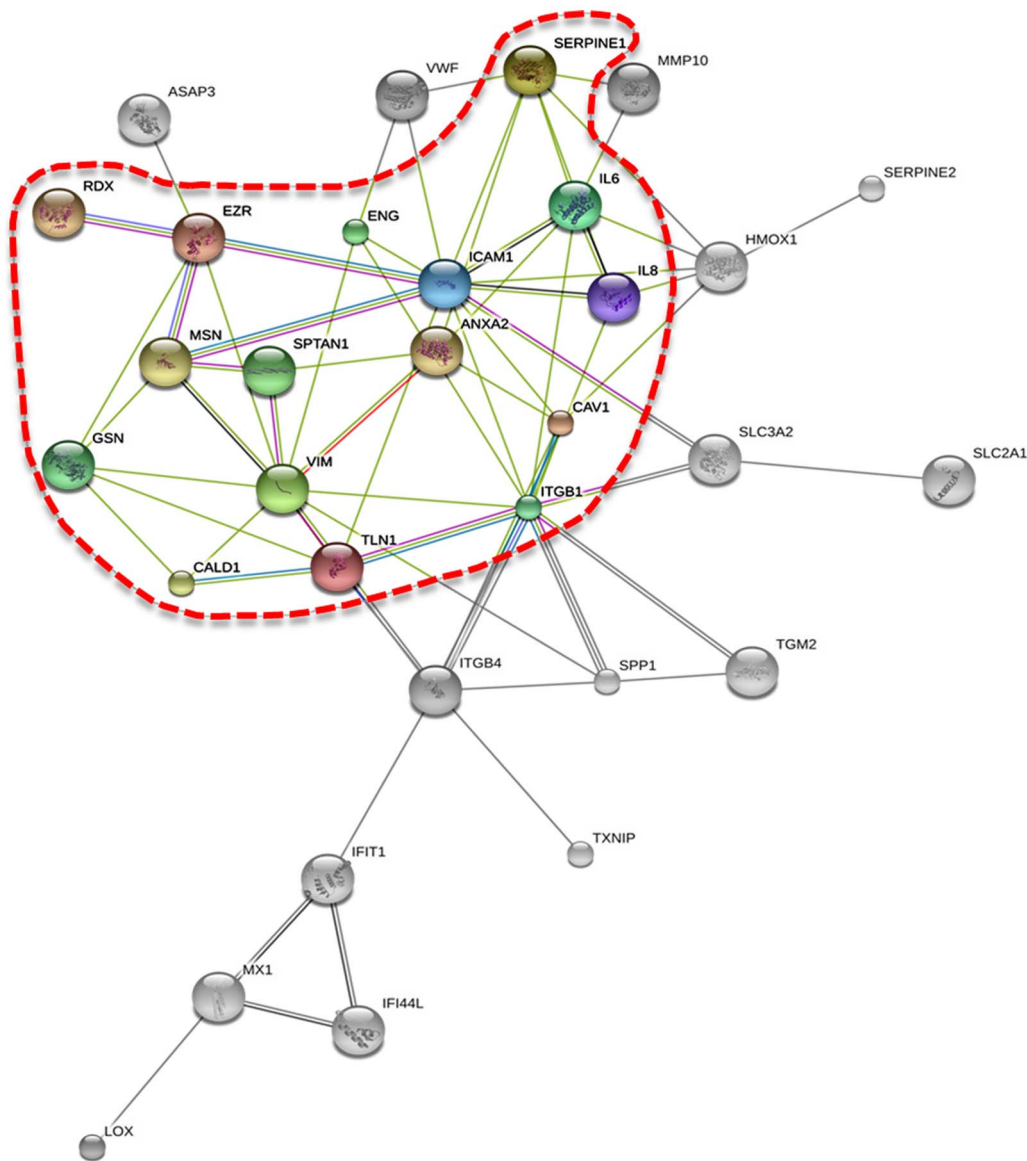 SERPINE1
MMP10
VWF
ASAP3
RDX
EZR
ENG
IL6
SERPINE2
HMOX1
ICAM1
IL8
ANXA2
MSN
SPTAN1
CAV1
SLC3A2
SLC2A1
GSN
VIM
ITGB1
TLN1
CALD1
ITGB4
SPP1
TGM2
TXNIP
IFIT1
MX1
IFI44L
LOX